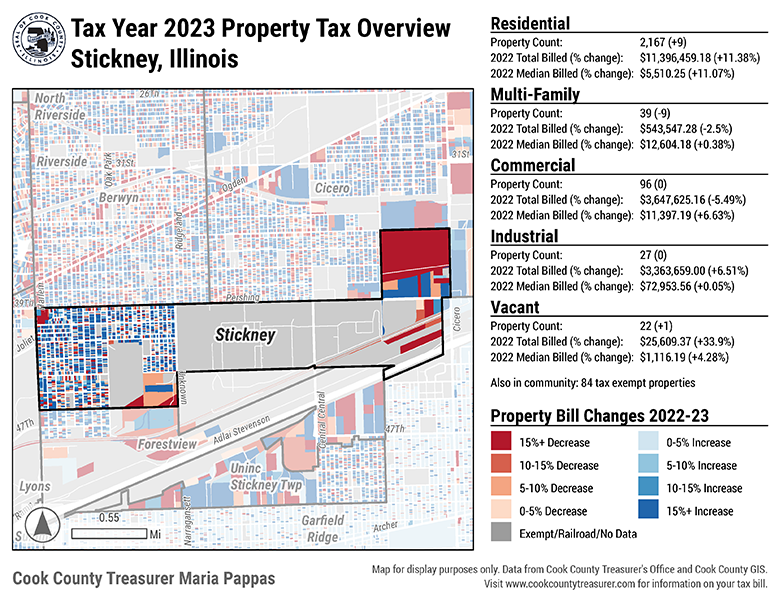 Tax Year 2023 Property Tax Overview
Stickney, Illinois
Residential
Property Count: 2,167 (+9)
2022 Total Billed (% change): $11,396,459.18 (+11.38%)
2022 Median Billed (% change): $5,510.25 (+11.07%)
Multi-Family
Property Count: 39 (-9)
2022 Total Billed (% change): $543,547.28 (-2.5%)
2022 Median Billed (% change): $12,604.18 (+0.38%)
Commercial
Property Count: 96 (0)
2022 Total Billed (% change): $3,647,625.16 (-5.49%)
2022 Median Billed (% change): $11,397.19 (+6.63%)
Industrial
Property Count: 27 (0)
2022 Total Billed (% change): $3,363,659.00 (+6.51%)
2022 Median Billed (% change): $72,953.56 (+0.05%)
Vacant
Property Count: 22 (+1)
2022 Total Billed (% change): $25,609.37 (+33.9%)
2022 Median Billed (% change): $1,116.19 (+4.28%)
Also in community: 84 tax exempt properties
Property Bill Changes 2022-23
15%+ Decrease
10-15% Decrease
5-10% Decrease
0-5% Decrease
Exempt/Railroad/No Data
0-5% Increase
5-10% Increase
10-15% Increase
15%+ Increase
26Th
North
Riverside
Riverside
Oak Park
31St
31St
Berwyn
Ogden
Cicero
Ridgeland
39Th
Pershing
Joliet
Stickney
Cicero
Unknown
47Th
Forestview
Adlai Stevenson
Central Central
47Th
Uninc
Stickney Twp
Lyons
Narragansett
Garfield
Ridge
Archer
0.55
Mi
Cook County Treasurer Maria Pappas
Map for display purposes only. Data from Cook County Treasurer's Office and Cook County GIS.
Visit www.cookcountytreasurer.com for information on your tax bill.